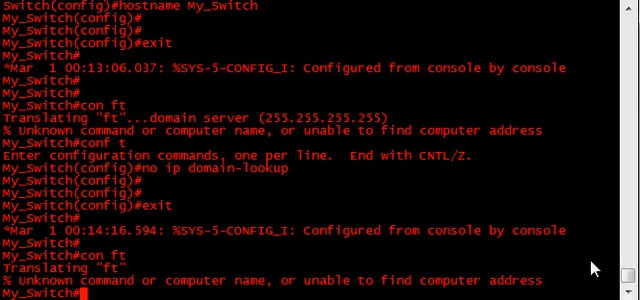 Switch(config)#hostname My_Switch
My_Switch(config)#
My_Switch(config)#
My_Switch(config)#exit
My_Switch#
*Mar  1 00:13:06.037: %SYS-5-CONFIG_I: Configured from console by console
My_Switch#
My_Switch#
My_Switch#con ft
Translating "ft"...domain server (255.255.255.255)
% Unknown command or computer name, or unable to find computer address
My_Switch#conf t
Enter configuration commands, one per line.  End with CNTL/Z.
My_Switch(config)#no ip domain-lookup
My_Switch(config)#
My_Switch(config)#
My_Switch(config)#exit
My_Switch#
*Mar  1 00:14:16.594: %SYS-5-CONFIG_I: Configured from console by console
My_Switch#
My_Switch#con ft
Translating "ft"
% Unknown command or computer name, or unable to find computer address
My_Switch#